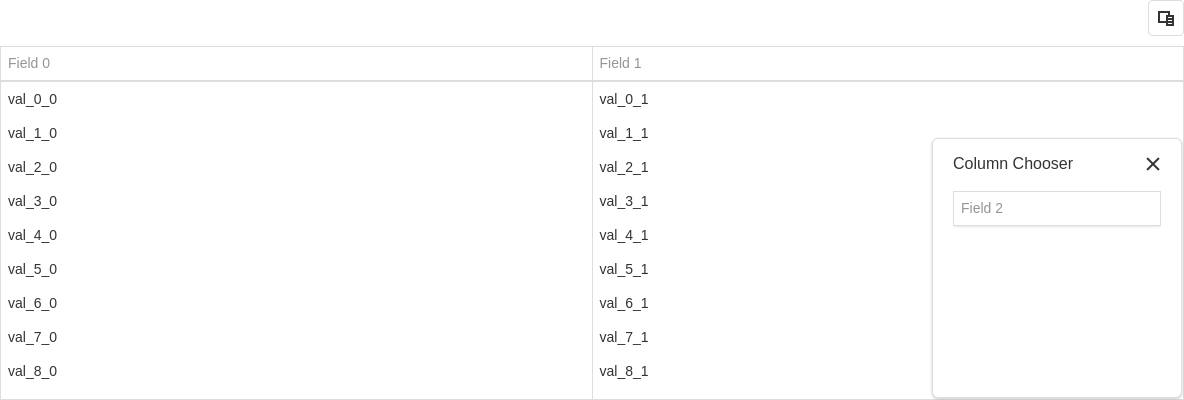 Field 0 Field 1
val_0_0 val_0_1
val_1_0 val_1_1
val_2_0 val_2_1
val_3_0 val_3_1
val_4_0 val_4_1
val_5_0 val_5_1
val_6_0 val_6_1
val_7_0 val_7_1
val_8_0 val_8_1
Column Chooser
Field 2